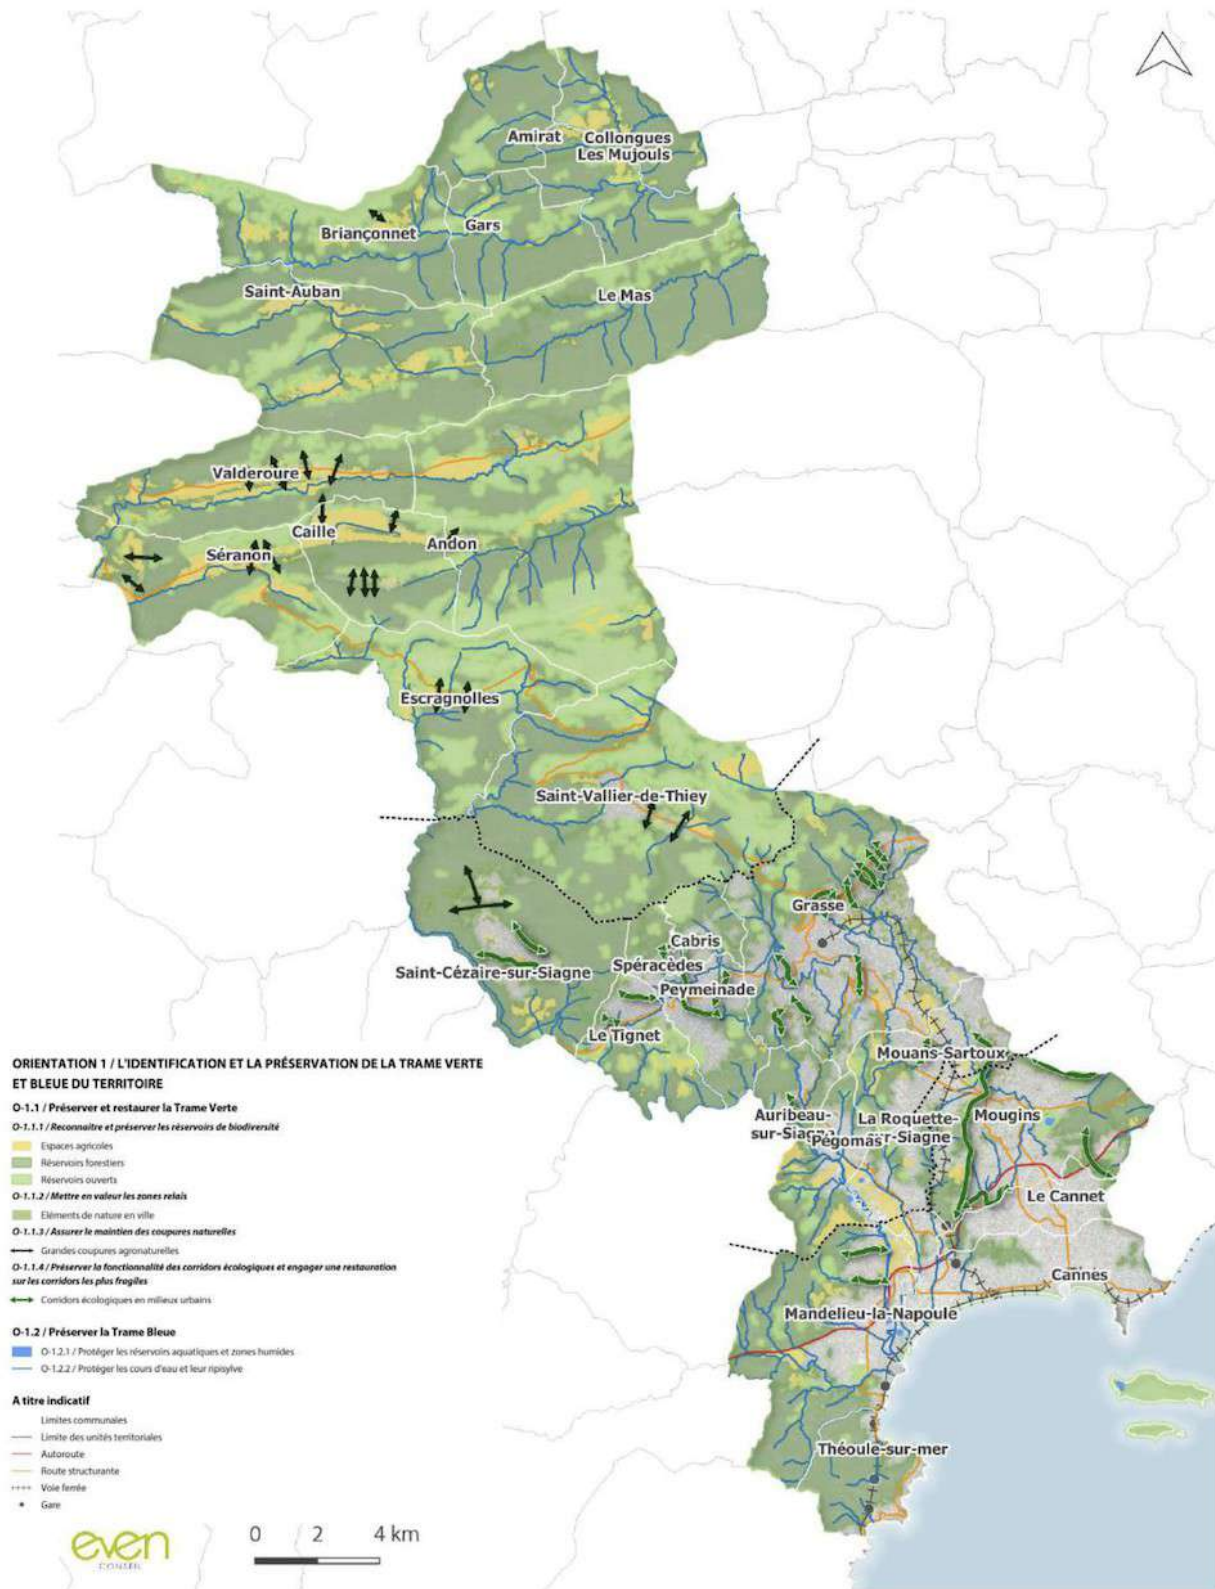 Amirat
Collongues
Les Mujouls
Briançonnet
Gars
Saint-Auban
Le Mas
Valderoure
Caille
Séranon
Andon
Escragnolles
Saint-Vallier-de-Thiey
Grasse
Cabris
Spéracèdes
Saint-Cézaire-sur-Siagne
Peymeinade
Le Tignet
Mouans-Sartoux
Auribeau-
sur-Siagne
Pégomas
La Roquette-
sur-Siagne
Mougins
Le Cannet
Cannes
Mandelieu-la-Napoule
Théoule-sur-mer
ORIENTATION 1 / L'IDENTIFICATION ET LA PRÉSERVATION DE LA TRAME VERTE
ET BLEUE DU TERRITOIRE
O-1.1 / Préserver et restaurer la Trame Verte
O-1.1.1 / Reconnaitre et préserver les réservoirs de biodiversité
Espaces agricoles
Réservoirs forestiers
Réservoirs ouverts
O-1.1.2 / Mettre en valeur les zones relais
Eléments de nature en ville
O-1.1.3 / Assurer le maintien des coupures naturelles
Grandes coupures agronaturelles
O-1.1.4 / Préserver la fonctionnalité des corridors écologiques et engager une restauration
sur les corridors les plus fragiles
Corridors écologiques en milieux urbains
O-1.2 / Préserver la Trame Bleue
O-1.2.1 / Protéger les réservoirs aquatiques et zones humides
O-1.2.2 / Protéger les cours d'eau et leur ripisylve
A titre indicatif
Limites communales
Limite des unités territoriales
Autoroute
Route structurante
Voie ferrée
Gare
even
CONSEIL
0 2 4 km